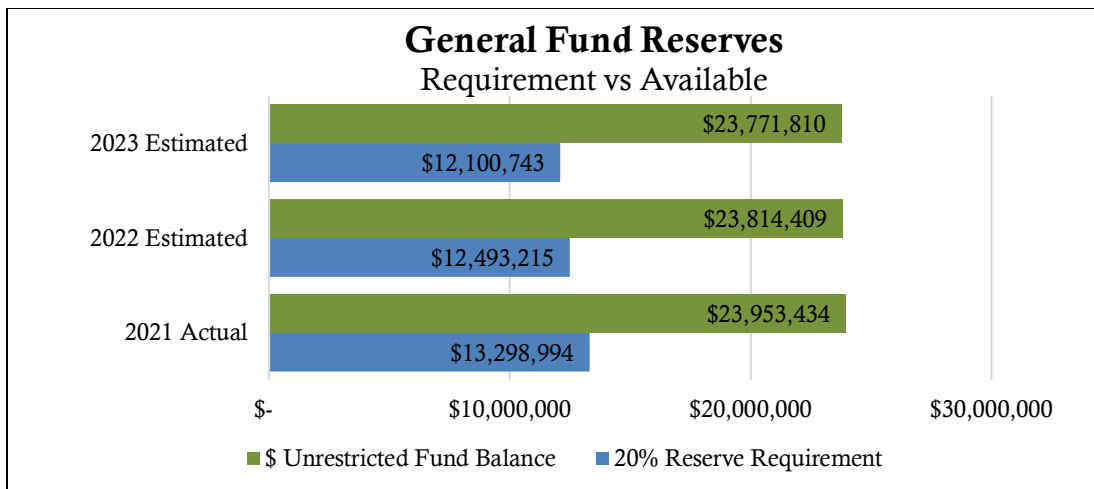 General Fund Reserves
Requirement vs Available
2023 Estimated
$23,771,810
$12,100,743
2022 Estimated
$23,814,409
$12,493,215
2021 Actual
$23,953,434
$13,298,994
$- $10,000,000 $20,000,000 $30,000,000
$ Unrestricted Fund Balance 20% Reserve Requirement